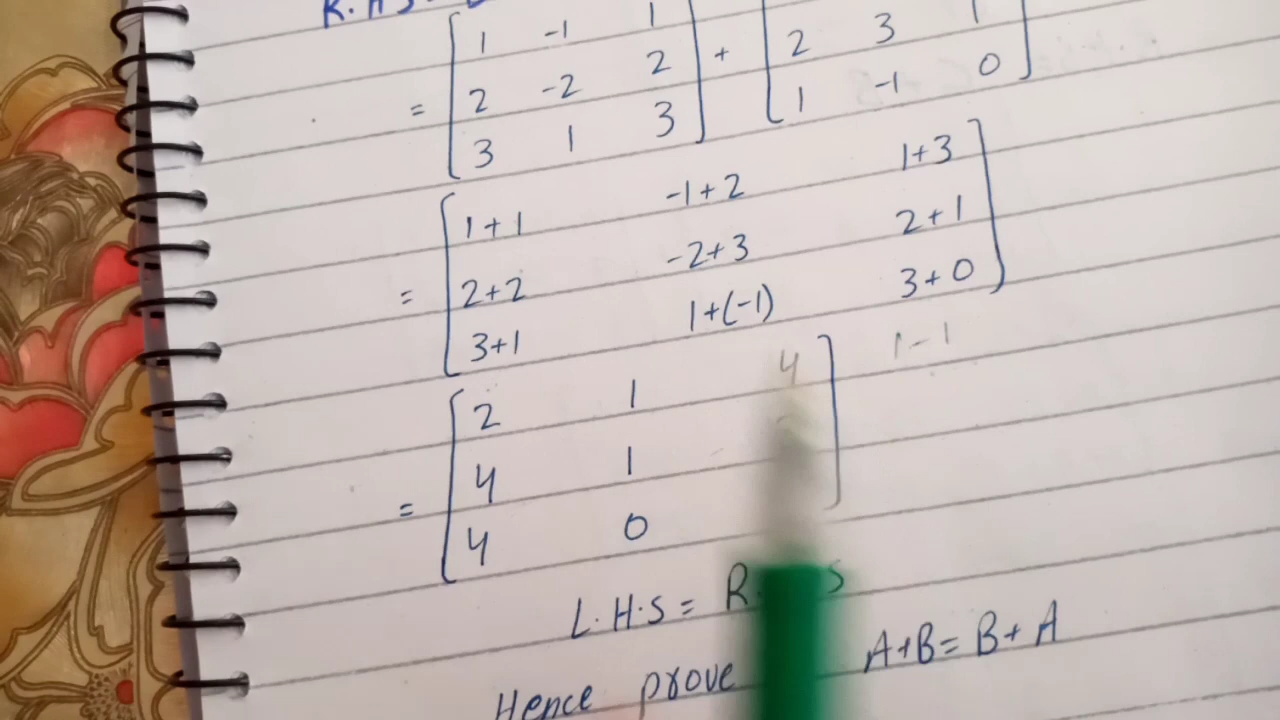 R.H.S
1 -1 1
= 2 -2 2 + 2 3 1
3 1 3 1 -1 0
1+1 -1+2 1+3
= 2+2 -2+3 2+1
3+1 1+(-1) 3+0
2 1 4 1-1
= 4 1
4 0
L.H.S = R. S
Hence prove A+B = B+A